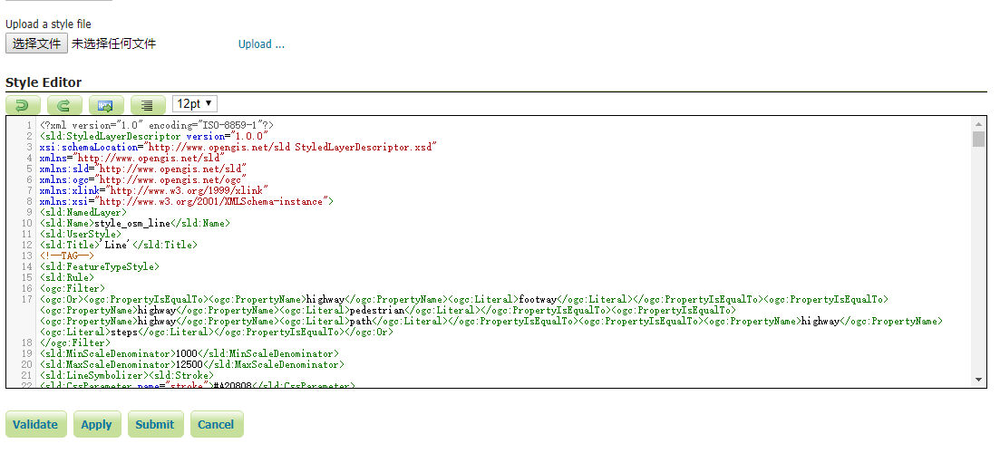 Upload a style file
选择文件 未选择任何文件 Upload ...
Style Editor
12pt
1 <?xml version="1.0" encoding="ISO-8859-1"?>
2 <sld:StyledLayerDescriptor version="1.0.0"
3 xsi:schemaLocation="http://www.opengis.net/sld StyledLayerDescriptor.xsd"
4 xmlns="http://www.opengis.net/sld"
5 xmlns:sld="http://www.opengis.net/sld"
6 xmlns:ogc="http://www.opengis.net/ogc"
7 xmlns:xlink="http://www.w3.org/1999/xlink"
8 xmlns:xsi="http://www.w3.org/2001/XMLSchema-instance">
9 <sld:NamedLayer>
10 <sld:Name>style_osm_line</sld:Name>
11 <sld:UserStyle>
12 <sld:Title>'Line'</sld:Title>
13 <!--TAG-->
14 <sld:FeatureTypeStyle>
15 <sld:Rule>
16 <ogc:Filter>
17 <ogc:Or><ogc:PropertyIsEqualTo><ogc:PropertyName>highway</ogc:PropertyName><ogc:Literal>footway</ogc:Literal></ogc:PropertyIsEqualTo><ogc:PropertyIsEqualTo>
<ogc:PropertyName>highway</ogc:PropertyName><ogc:Literal>pedestrian</ogc:Literal></ogc:PropertyIsEqualTo><ogc:PropertyIsEqualTo>
<ogc:PropertyName>highway</ogc:PropertyName><ogc:Literal>path</ogc:Literal></ogc:PropertyIsEqualTo><ogc:PropertyIsEqualTo><ogc:PropertyName>highway</ogc:PropertyName>
<ogc:Literal>steps</ogc:Literal></ogc:PropertyIsEqualTo></ogc:Or>
18 </ogc:Filter>
19 <sld:MinScaleDenominator>1000</sld:MinScaleDenominator>
20 <sld:MaxScaleDenominator>12500</sld:MaxScaleDenominator>
21 <sld:LineSymbolizer><sld:Stroke>
22 <sld:CssParameter name="stroke">#A20808</sld:CssParameter>
Validate Apply Submit Cancel